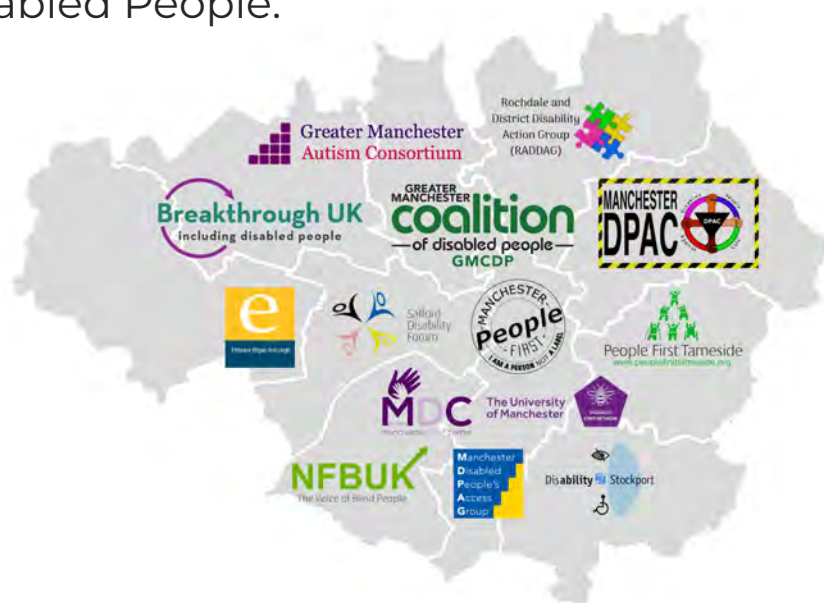 abled People.
Greater Manchester
Autism Consortium
Rochdale and
District Disability
Action Group
(RADDAG)
Breakthrough UK
including disabled people
GREATER
MANCHESTER
coalition
of disabled people
GMCDP
MANCHESTER
DPAC
DPAC
e
Salford
Disability
Forum
MANCHESTER
People
FIRST
I AM A PERSON NOT A LABEL
People First Tameside
www.peoplefirsttameside.org
MDC
The University
of Manchester
NFBUK
The Voice of Blind People
Manchester
Disabled
People's
Access
Group
Disability Stockport